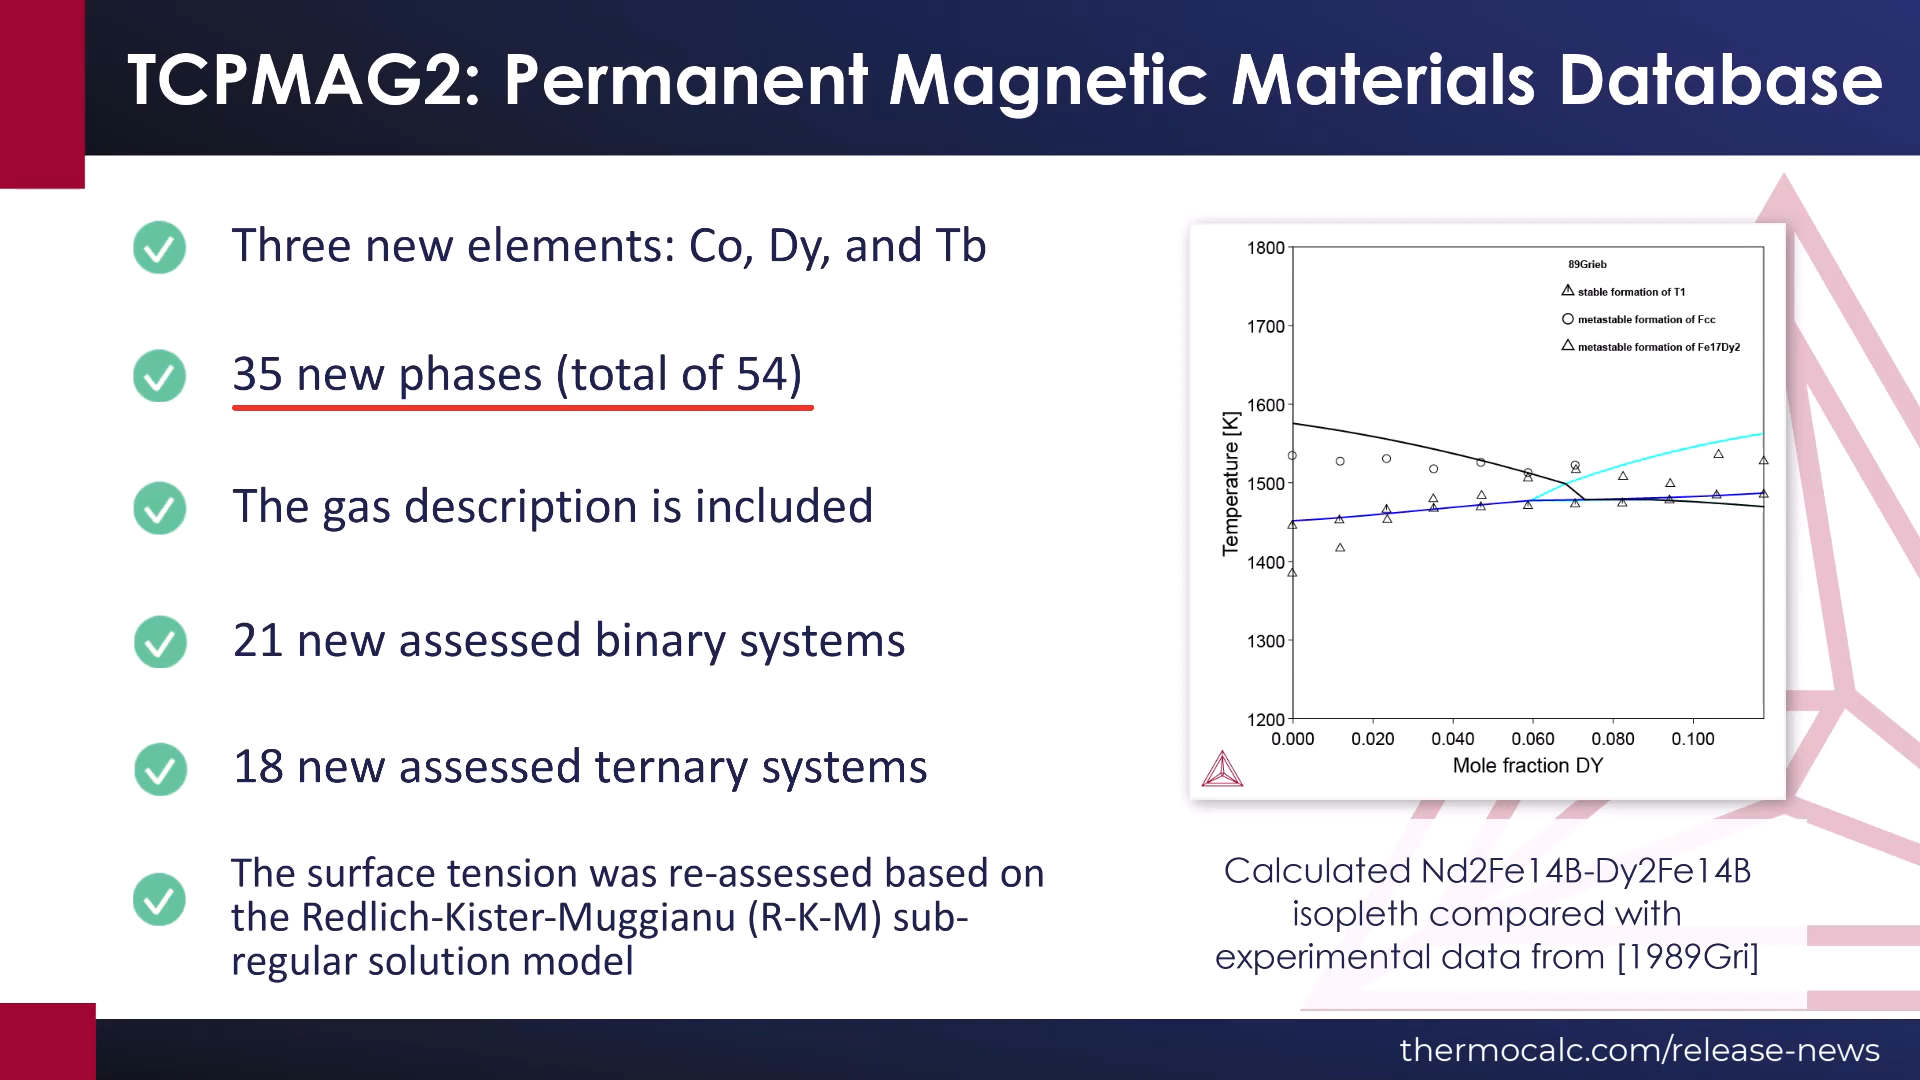 TCPMAG2: Permanent Magnetic Materials Database
Three new elements: Co, Dy, and Tb
35 new phases (total of 54)
The gas description is included
21 new assessed binary systems
18 new assessed ternary systems
The surface tension was re-assessed based on
the Redlich-Kister-Muggianu (R-K-M) sub-
regular solution model
89Grieb
stable formation of T1
metastable formation of Fcc
metastable formation of Fe17Dy2
Temperature [K]
1800
1700
1600
1500
1400
1300
1200
0.000 0.020 0.040 0.060 0.080 0.100
Mole fraction DY
Calculated Nd2Fe14B-Dy2Fe14B
isopleth compared with
experimental data from [1989Gri]
thermocalc.com/release-news